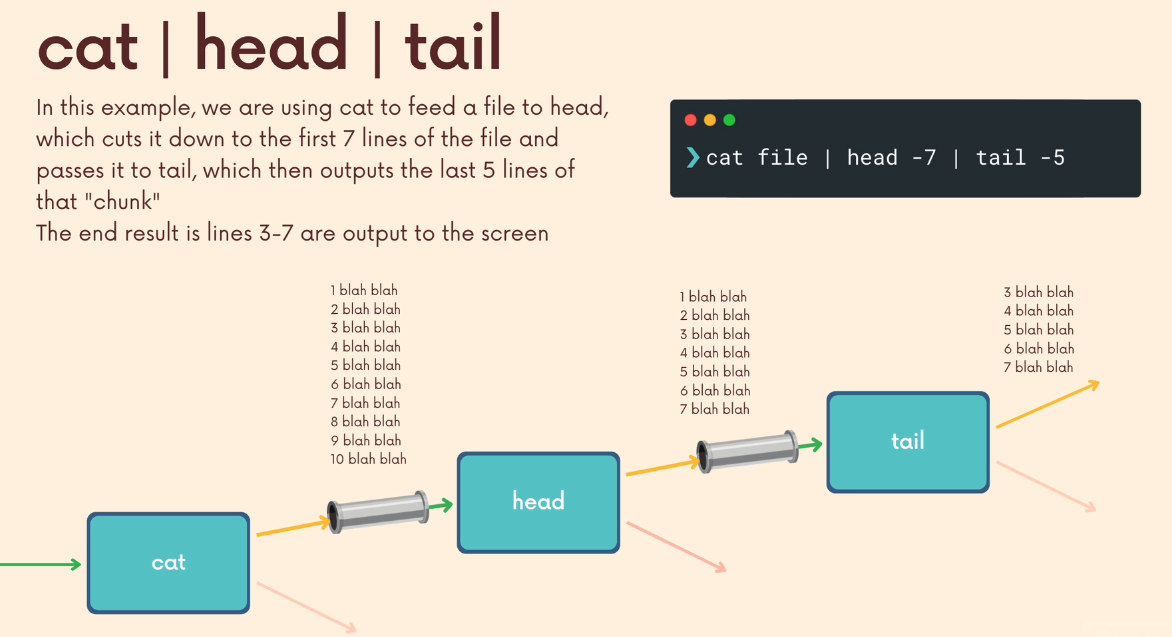 cat | head | tail
In this example, we are using cat to feed a file to head,
which cuts it down to the first 7 lines of the file and
passes it to tail, which then outputs the last 5 lines of
that "chunk"
The end result is lines 3-7 are output to the screen
❯cat file | head -7 | tail -5
1 blah blah
2 blah blah
3 blah blah
4 blah blah
5 blah blah
6 blah blah
7 blah blah
8 blah blah
9 blah blah
10 blah blah
1 blah blah
2 blah blah
3 blah blah
4 blah blah
5 blah blah
6 blah blah
7 blah blah
3 blah blah
4 blah blah
5 blah blah
6 blah blah
7 blah blah
cat
head
tail